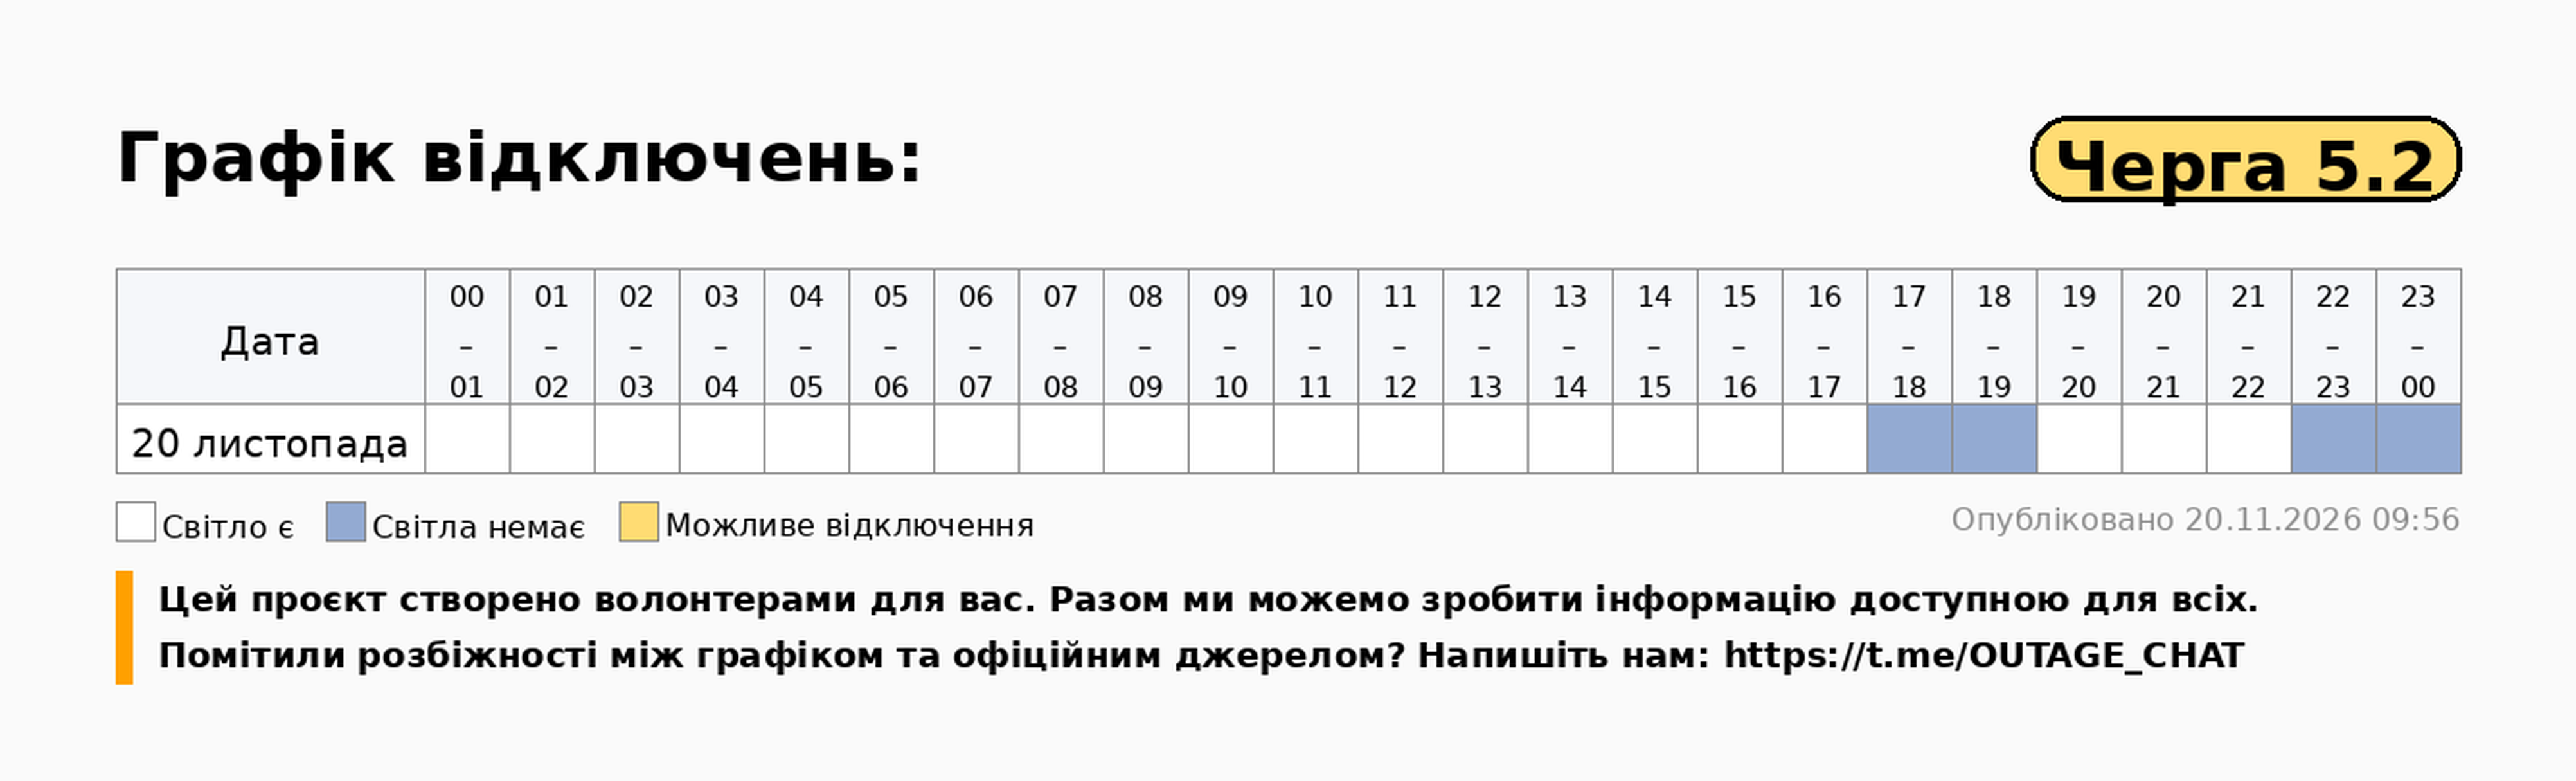 Графік відключень:
Черга 5.2
Дата 00 – 01 01 – 02 02 – 03 03 – 04 04 – 05 05 – 06 06 – 07 07 – 08 08 – 09 09 – 10 10 – 11 11 – 12 12 – 13 13 – 14 14 – 15 15 – 16 16 – 17 17 – 18 18 – 19 19 – 20 20 – 21 21 – 22 22 – 23 23 – 00
20 листопада
Світло є Світла немає Можливе відключення
Опубліковано 20.11.2026 09:56
Цей проєкт створено волонтерами для вас. Разом ми можемо зробити інформацію доступною для всіх.
Помітили розбіжності між графіком та офіційним джерелом? Напишіть нам: https://t.me/OUTAGE_CHAT